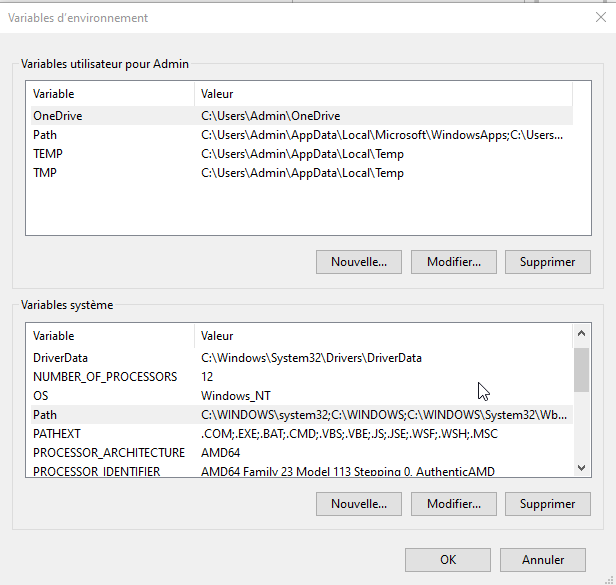 Variables d'environnement
Variables utilisateur pour Admin
Variable Valeur
OneDrive C:\Users\Admin\OneDrive
Path C:\Users\Admin\AppData\Local\Microsoft\WindowsApps;C:\Users...
TEMP C:\Users\Admin\AppData\Local\Temp
TMP C:\Users\Admin\AppData\Local\Temp
Nouvelle... Modifier... Supprimer
Variables système
Variable Valeur
DriverData C:\Windows\System32\Drivers\DriverData
NUMBER_OF_PROCESSORS 12
OS Windows_NT
Path C:\WINDOWS\system32;C:\WINDOWS;C:\WINDOWS\System32\Wb...
PATHEXT .COM;.EXE;.BAT;.CMD;.VBS;.VBE;.JS;.JSE;.WSF;.WSH;.MSC
PROCESSOR_ARCHITECTURE AMD64
PROCESSOR_IDENTIFIER AMD64 Family 23 Model 113 Stepping 0, AuthenticAMD
Nouvelle... Modifier... Supprimer
OK Annuler